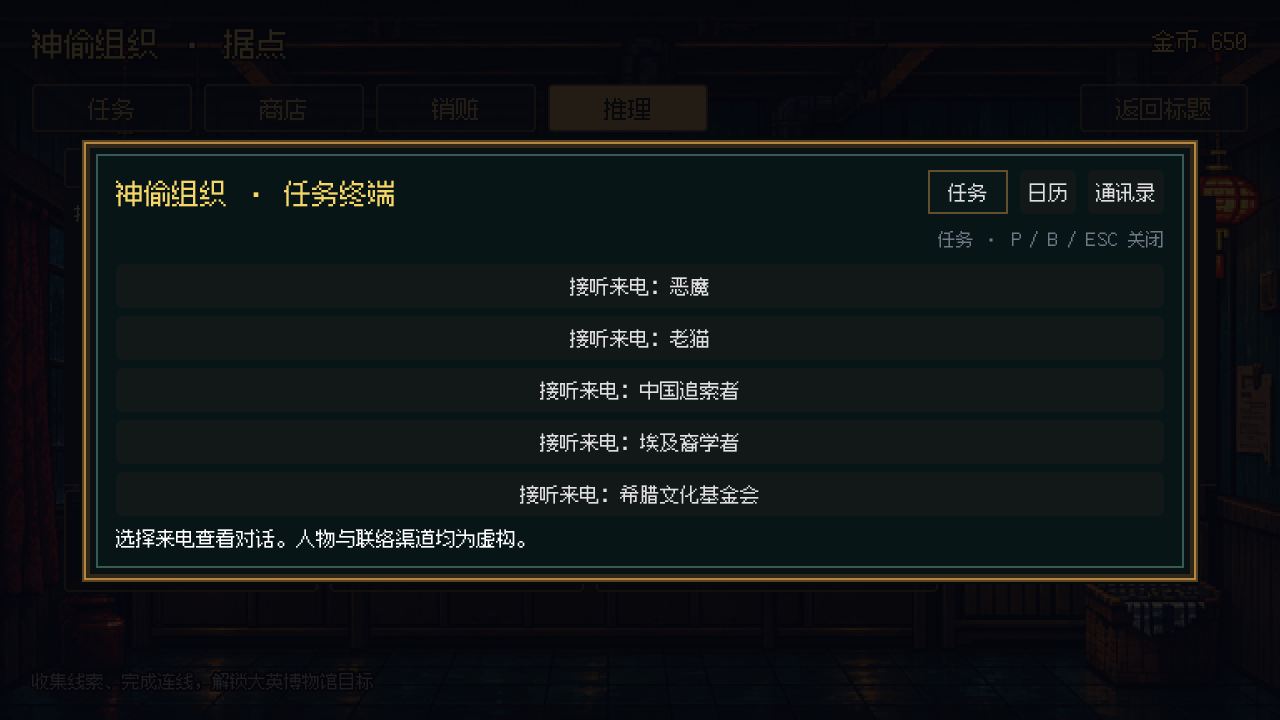 神偷组织 · 据点
金币 650
任务
商店
销赃
推理
返回标题
神偷组织 · 任务终端
任务
日历
通讯录
任务 · P / B / ESC 关闭
接听来电: 恶魔
接听来电: 老猫
接听来电: 中国追索者
接听来电: 埃及裔学者
接听来电: 希腊文化基金会
选择来电查看对话。人物与联络渠道均为虚构。
收集线索、完成连线，解锁大英博物馆目标